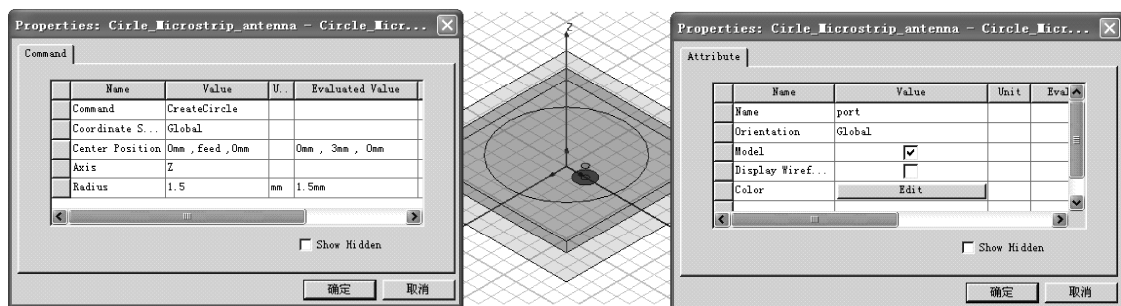 Properties: Cirle_Microstrip_antenna - Circle_Micr...
Command
Name Value U.. Evaluated Value
Command CreateCircle
Coordinate S... Global
Center Position 0mm ,feed ,0mm 0mm , 3mm , 0mm
Axis Z
Radius 1.5 mm 1.5mm
Show Hidden
确定 取消
Z
Properties: Cirle_Microstrip_antenna - Circle_Micr...
Attribute
Name Value Unit Eval
Name port
Orientation Global
Model
Display Wiref...
Color Edit
Show Hidden
确定 取消